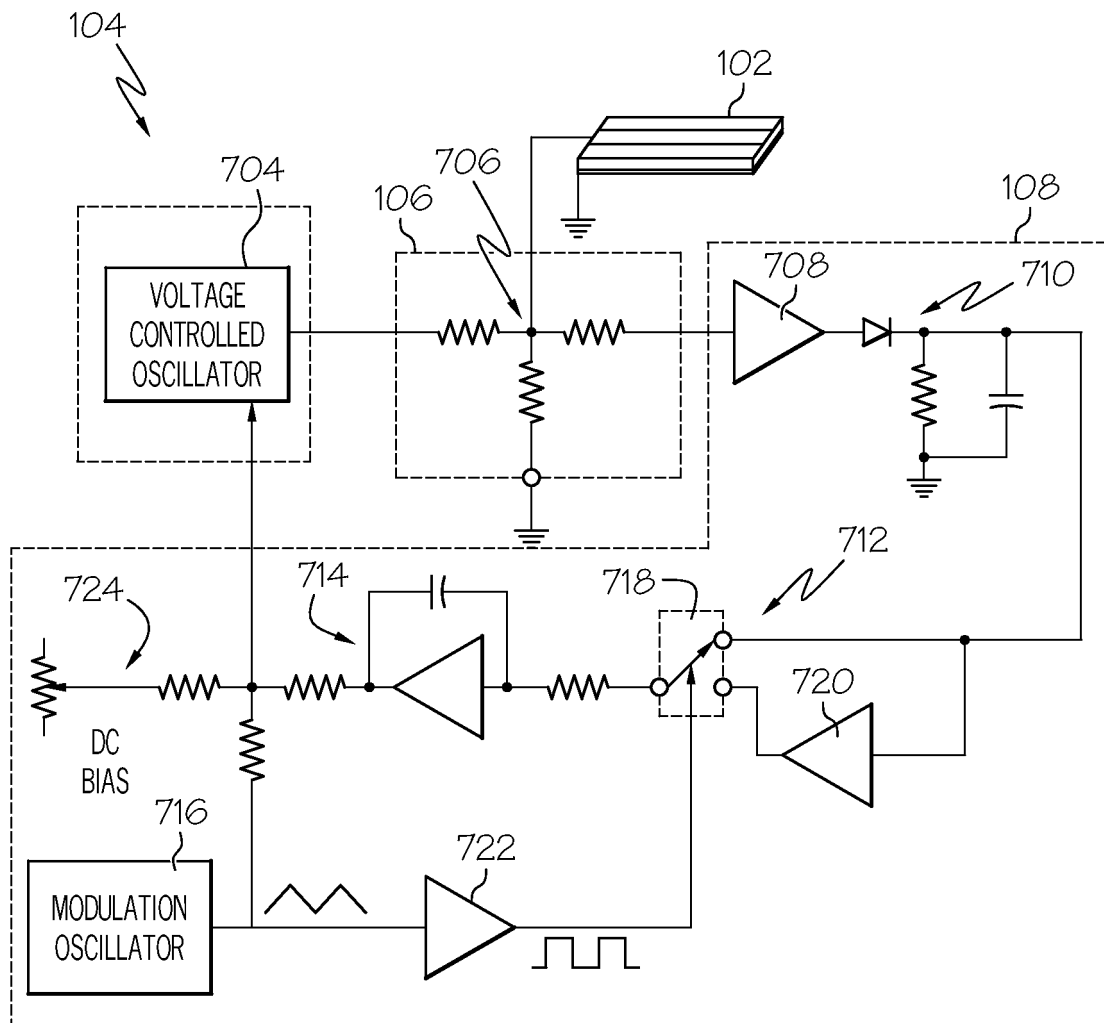 104
102
704
706
106
108
708
710
VOLTAGE
CONTROLLED
OSCILLATOR
712
718
714
724
720
DC
BIAS
716
722
MODULATION
OSCILLATOR